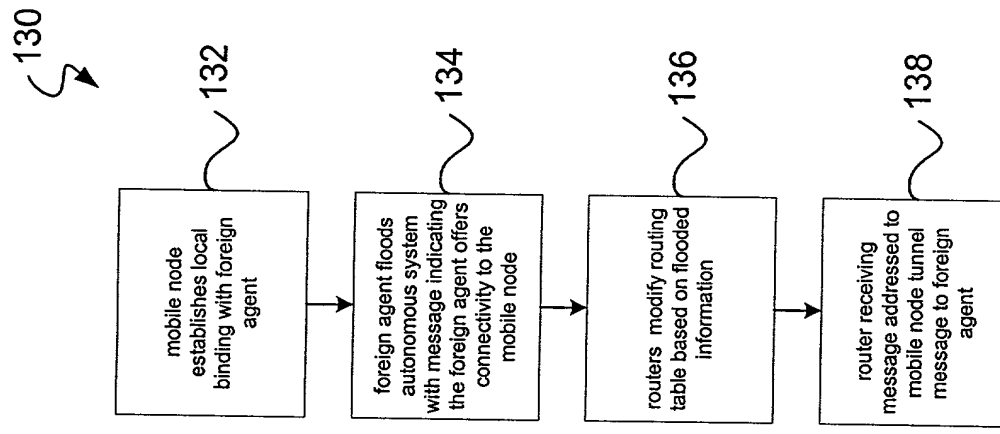 130
mobile node
establishes local
binding with foreign
agent
132
foreign agent floods
autonomous system
with message indicating
the foreign agent offers
connectivity to the
mobile node
134
routers modify routing
table based on flooded
information
136
router receiving
message addressed to
mobile node tunnel
message to foreign
agent
138